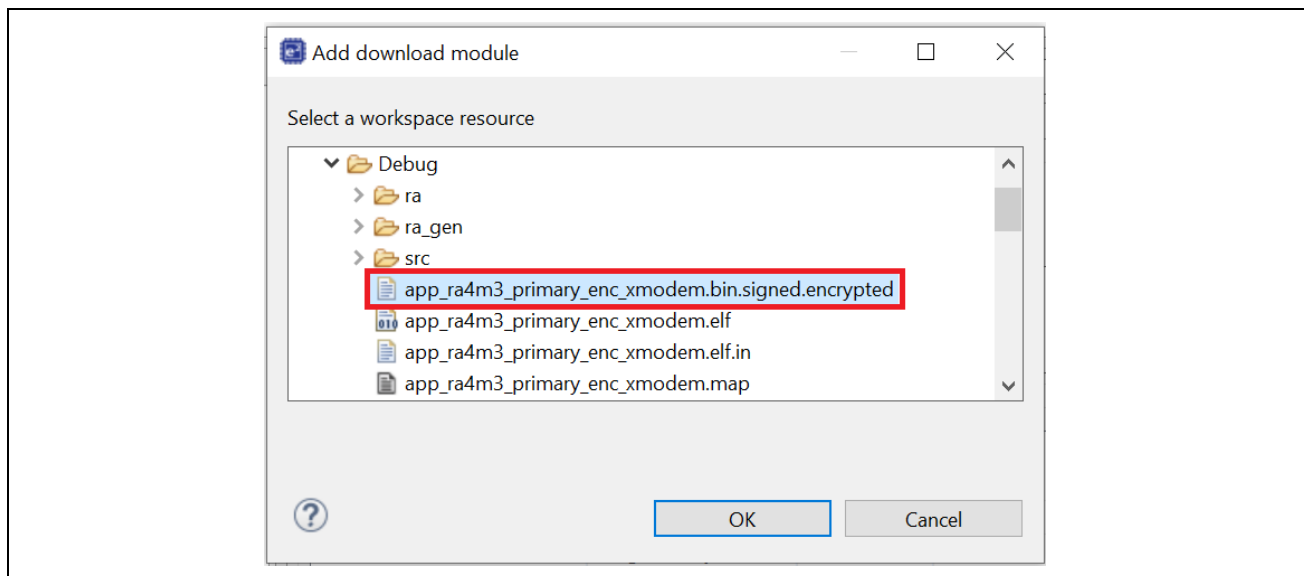 Add download module
Select a workspace resource
Debug
ra
ra_gen
src
app_ra4m3_primary_enc_xmodem.bin.signed.encrypted
010 app_ra4m3_primary_enc_xmodem.elf
app_ra4m3_primary_enc_xmodem.elf.in
app_ra4m3_primary_enc_xmodem.map
?
OK Cancel